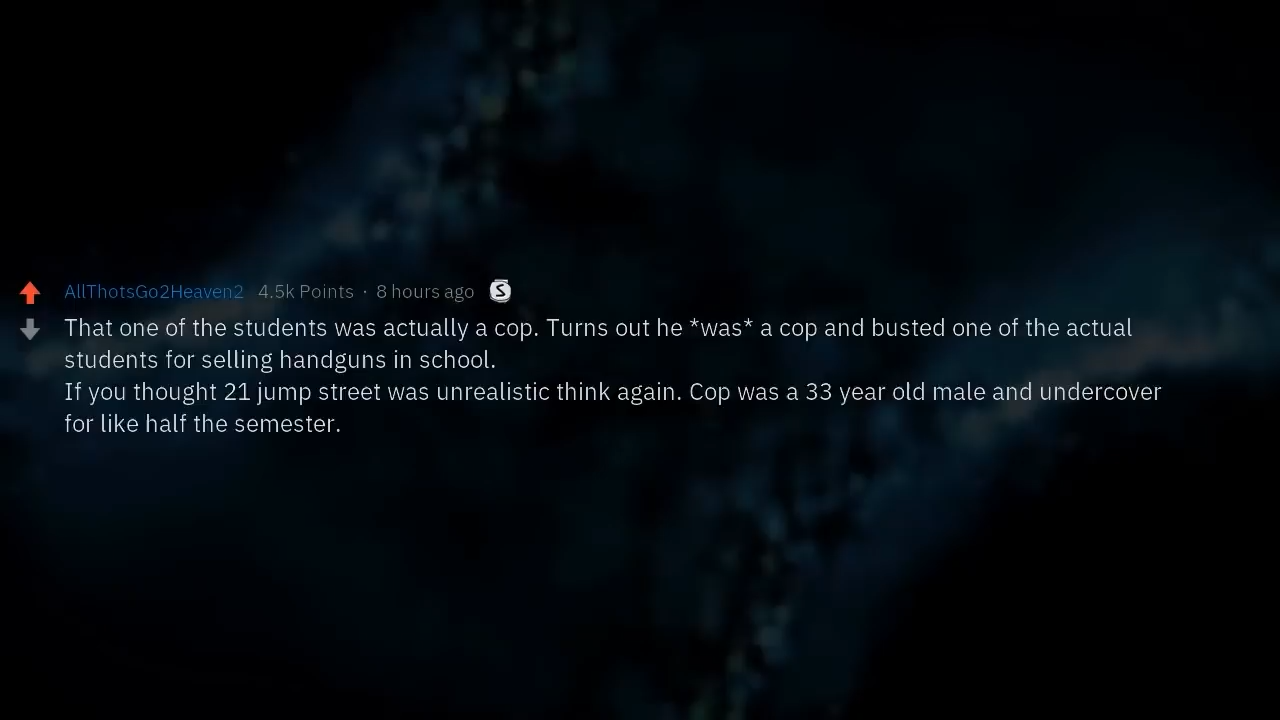 AllThotsGo2Heaven2 4.5k Points · 8 hours ago S
That one of the students was actually a cop. Turns out he *was* a cop and busted one of the actual
students for selling handguns in school.
If you thought 21 jump street was unrealistic think again. Cop was a 33 year old male and undercover
for like half the semester.